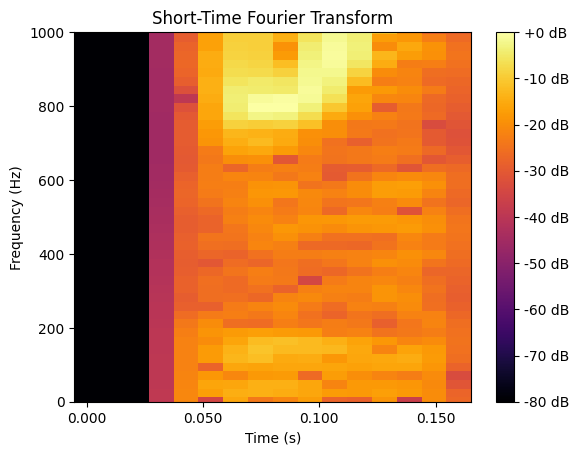 Short-Time Fourier Transform
1000
800
600
400
200
0
Frequency (Hz)
0.000
0.050
0.100
0.150
Time (s)
+0 dB
-10 dB
-20 dB
-30 dB
-40 dB
-50 dB
-60 dB
-70 dB
-80 dB